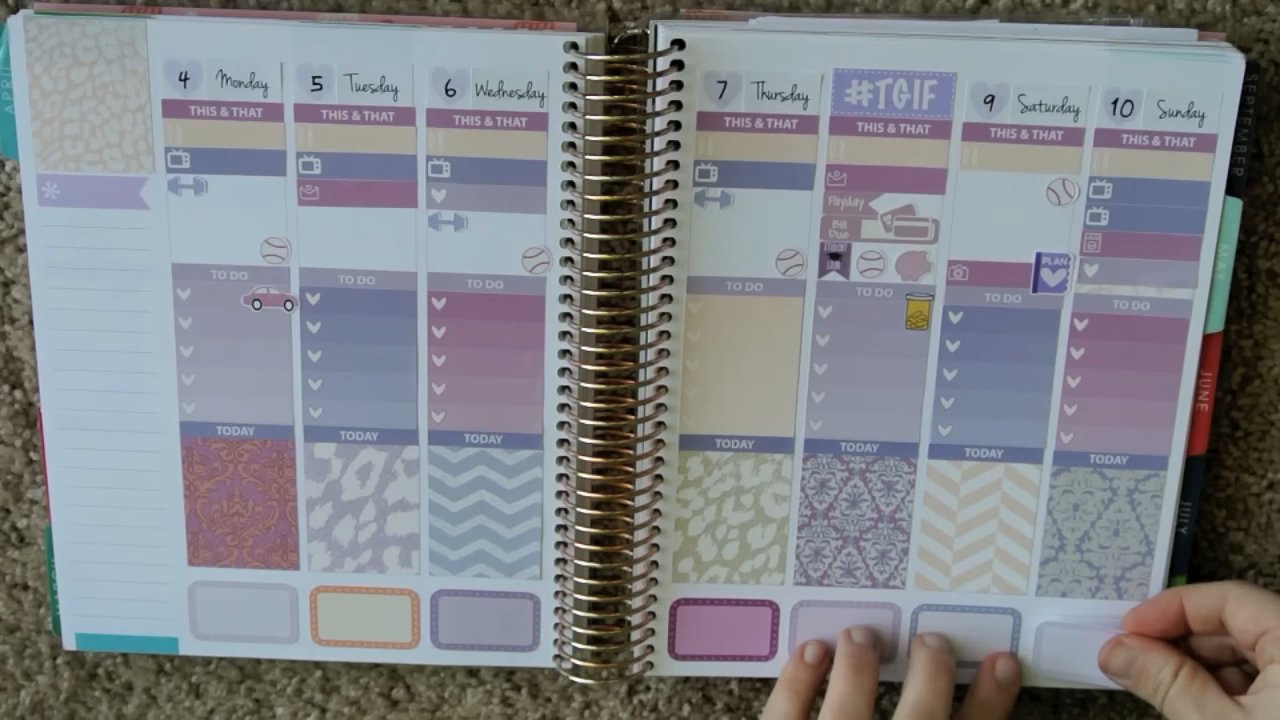 4 Monday
5 Tuesday
6 Wednesday
7 Thursday
#TGIF
9 Saturday
10 Sunday
THIS & THAT
THIS & THAT
THIS & THAT
THIS & THAT
THIS & THAT
THIS & THAT
THIS & THAT
Payday
Bill
Due
PLAN
TO DO
TO DO
TO DO
TO DO
TO DO
TO DO
TO DO
TODAY
TODAY
TODAY
TODAY
TODAY
TODAY
TODAY
APRIL
SEPTEMBER
MAY
JUNE
JULY